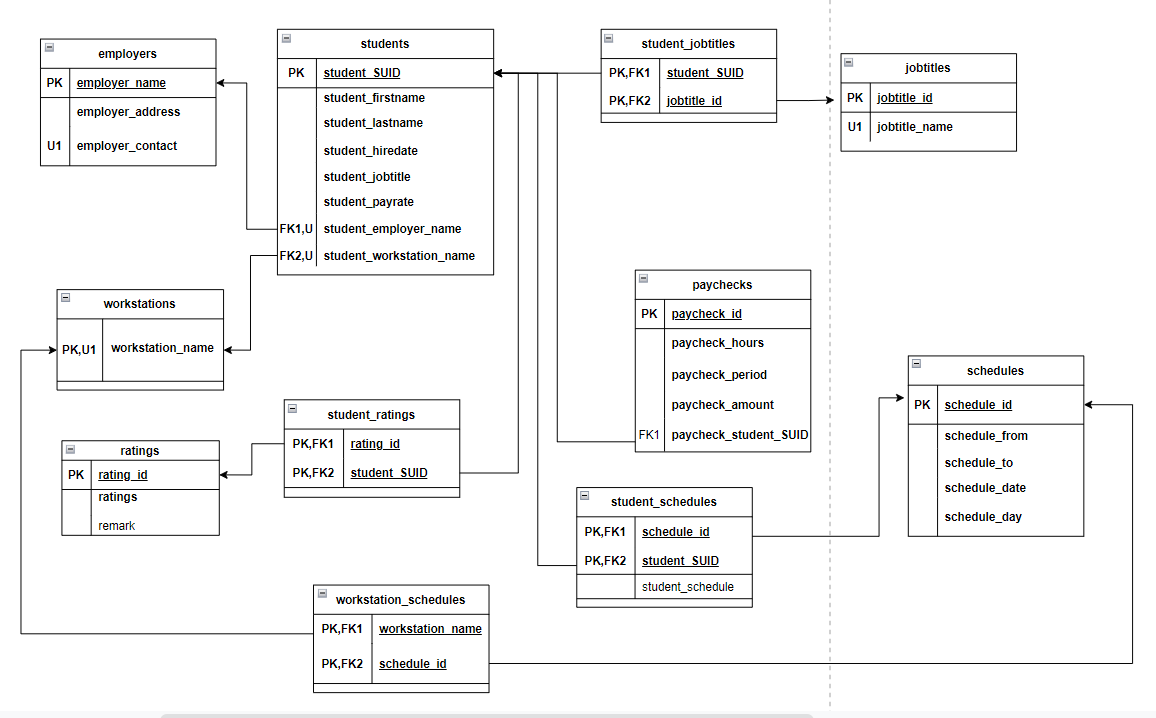 employers
PK employer_name
employer_address
U1 employer_contact
students
PK student_SUID
student_firstname
student_lastname
student_hiredate
student_jobtitle
student_payrate
FK1,U student_employer_name
FK2,U student_workstation_name
student_jobtitles
PK,FK1 student_SUID
PK,FK2 jobtitle_id
jobtitles
PK jobtitle_id
U1 jobtitle_name
workstations
PK,U1 workstation_name
paychecks
PK paycheck_id
paycheck_hours
paycheck_period
paycheck_amount
FK1 paycheck_student_SUID
schedules
PK schedule_id
schedule_from
schedule_to
schedule_date
schedule_day
student_ratings
PK,FK1 rating_id
PK,FK2 student_SUID
ratings
PK rating_id
ratings
remark
student_schedules
PK,FK1 schedule_id
PK,FK2 student_SUID
student_schedule
workstation_schedules
PK,FK1 workstation_name
PK,FK2 schedule_id